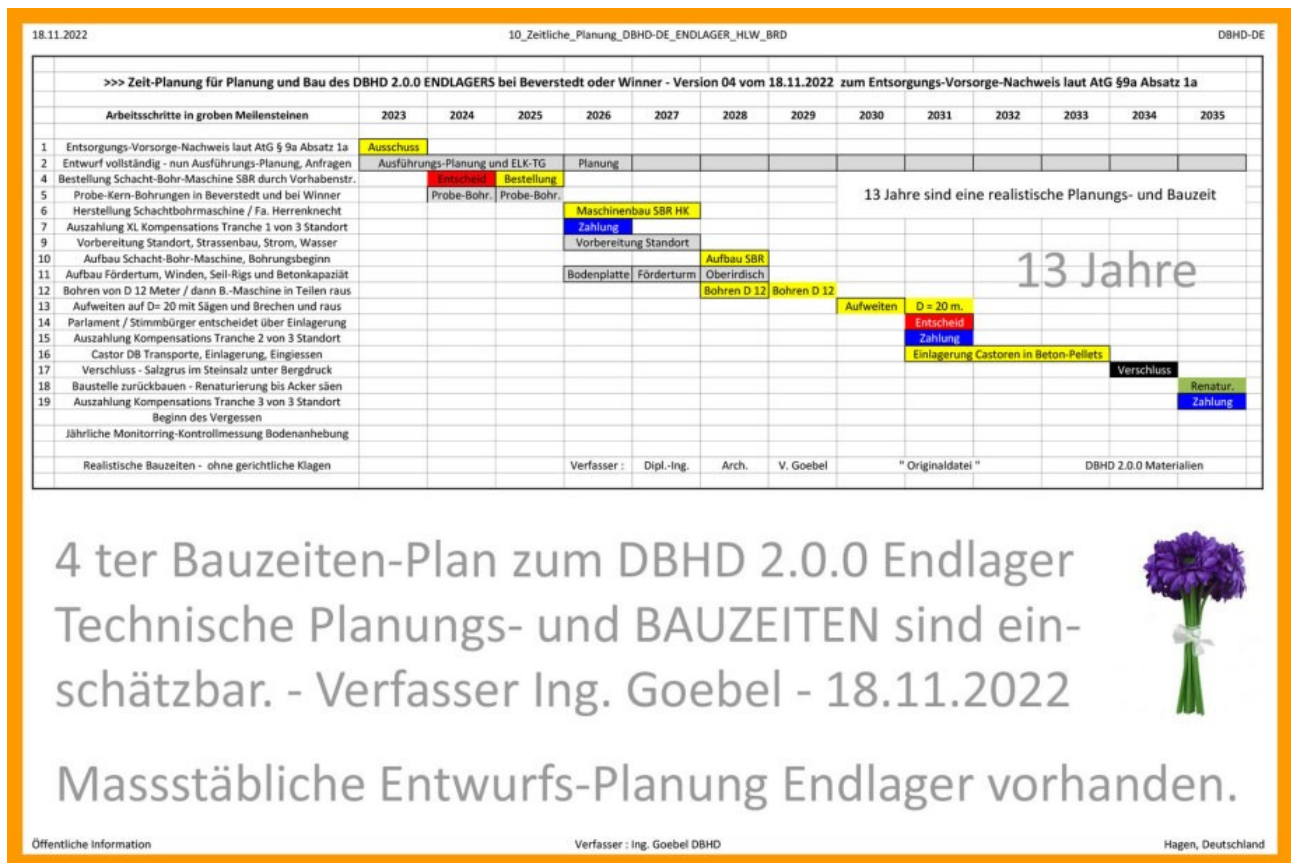 18.11.2022 10_Zeitliche_Planung_DBHD-DE_ENDLAGER_HLW_BRD DBHD-DE
>>> Zeit-Planung für Planung und Bau des DBHD 2.0.0 ENDLAGERS bei Beverstedt oder Winner - Version 04 vom 18.11.2022 zum Entsorgungs-Vorsorge-Nachweis laut AtG §9a Absatz 1a
Arbeitsschritte in groben Meilensteinen 2023 2024 2025 2026 2027 2028 2029 2030 2031 2032 2033 2034 2035
1 Entsorgungs-Vorsorge-Nachweis laut AtG § 9a Absatz 1a Ausschuss
2 Entwurf vollständig - nun Ausführungs-Planung, Anfragen Ausführungs-Planung und ELK-TG Planung
4 Bestellung Schacht-Bohr-Maschine SBR durch Vorhabenstr. Entscheid Bestellung
5 Probe-Kern-Bohrungen in Beverstedt und bei Winner Probe-Bohr. Probe-Bohr. 13 Jahre sind eine realistische Planungs- und Bauzeit
6 Herstellung Schachtbohrmaschine / Fa. Herrenknecht Maschinenbau SBR HK
7 Auszahlung XL Kompensations Tranche 1 von 3 Standort Zahlung
9 Vorbereitung Standort, Strassenbau, Strom, Wasser Vorbereitung Standort
10 Aufbau Schacht-Bohr-Maschine, Bohrungsbeginn Aufbau SBR
13 Jahre
11 Aufbau Fördertum, Winden, Seil-Rigs und Betonkapaziät Bodenplatte Förderturm Oberirdisch
12 Bohren von D 12 Meter / dann B.-Maschine in Teilen raus Bohren D 12 Bohren D 12
13 Aufweiten auf D= 20 mit Sägen und Brechen und raus Aufweiten D = 20 m.
14 Parlament / Stimmbürger entscheidet über Einlagerung Entscheid
15 Auszahlung Kompensations Tranche 2 von 3 Standort Zahlung
16 Castor DB Transporte, Einlagerung, Eingiessen Einlagerung Castoren in Beton-Pellets
17 Verschluss - Salzgrus im Steinsalz unter Bergdruck Verschluss
18 Baustelle zurückbauen - Renaturierung bis Acker säen Renatur.
19 Auszahlung Kompensations Tranche 3 von 3 Standort Zahlung
Beginn des Vergessen
Jährliche Monitorring-Kontrollmessung Bodenanhebung
Realistische Bauzeiten - ohne gerichtliche Klagen Verfasser : Dipl.-Ing. Arch. V. Goebel " Originaldatei " DBHD 2.0.0 Materialien
4 ter Bauzeiten-Plan zum DBHD 2.0.0 Endlager
Technische Planungs- und BAUZEITEN sind ein-
schätzbar. - Verfasser Ing. Goebel - 18.11.2022
Massstäbliche Entwurfs-Planung Endlager vorhanden.
Öffentliche Information Verfasser : Ing. Goebel DBHD Hagen, Deutschland